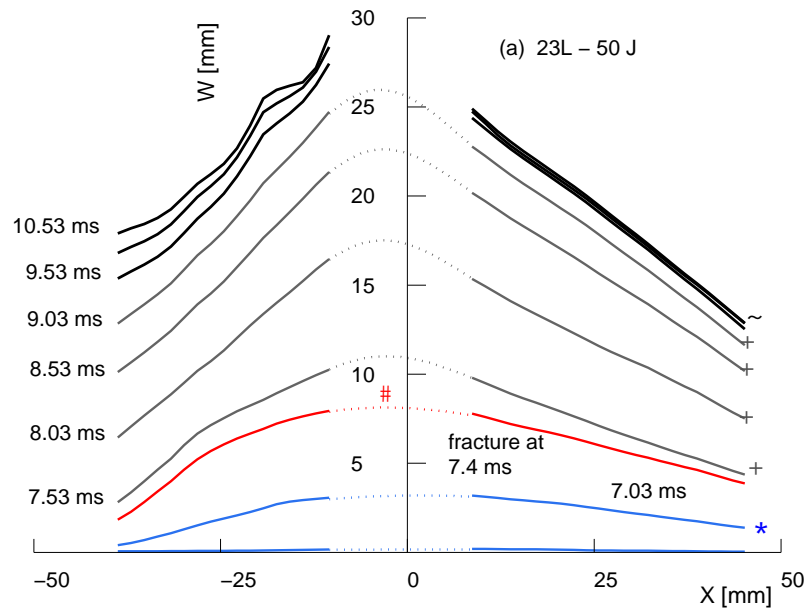 30
W [mm]
(a) 23L – 50 J
25
20
10.53 ms
9.53 ms
15
~
9.03 ms
+
8.53 ms
+
10
#
8.03 ms
+
fracture at
7.4 ms
5
+
7.53 ms
7.03 ms
*
−50
−25
0
25
50
X [mm]